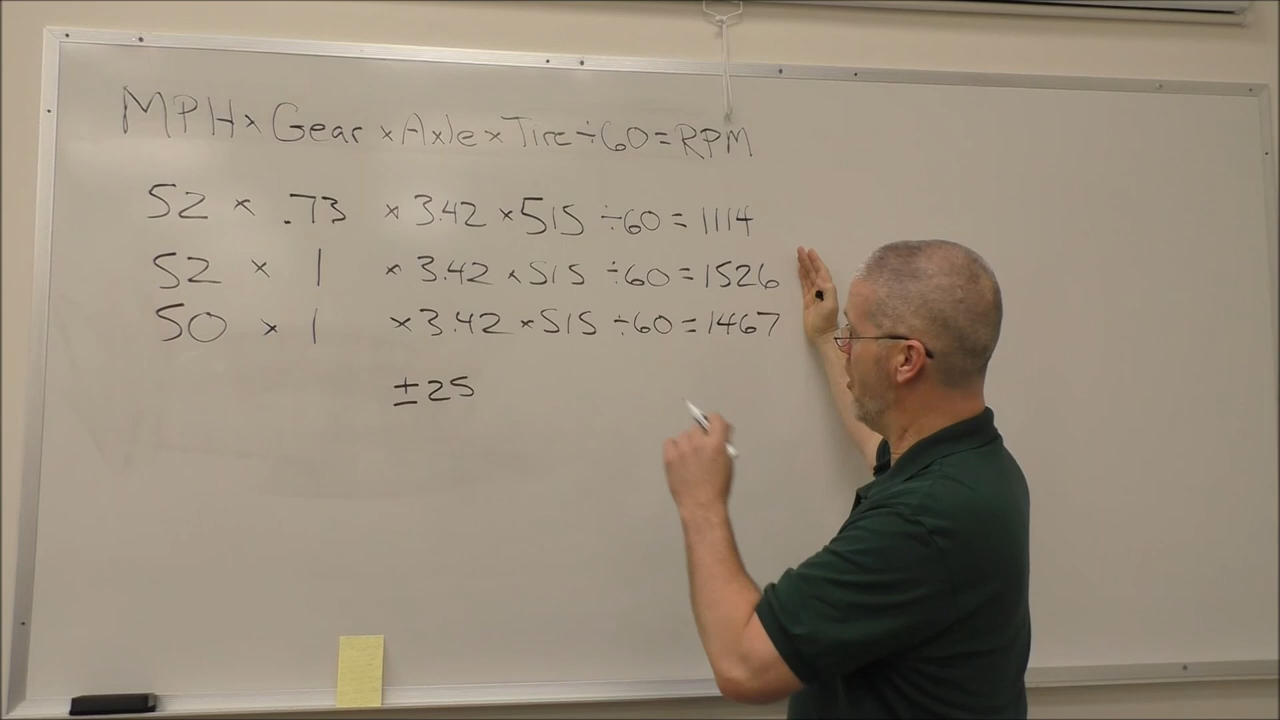 MPH × Gear × Axle × Tire ÷ 60 = RPM
52 × .73 × 3.42 × 515 ÷ 60 = 1114
52 × 1 × 3.42 × 515 ÷ 60 = 1526
50 × 1 × 3.42 × 515 ÷ 60 = 1467
± 25